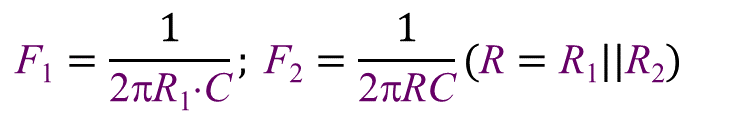 F₁ = 1/(2πR₁·C); F₂ = 1/(2πRC) (R = R₁||R₂)